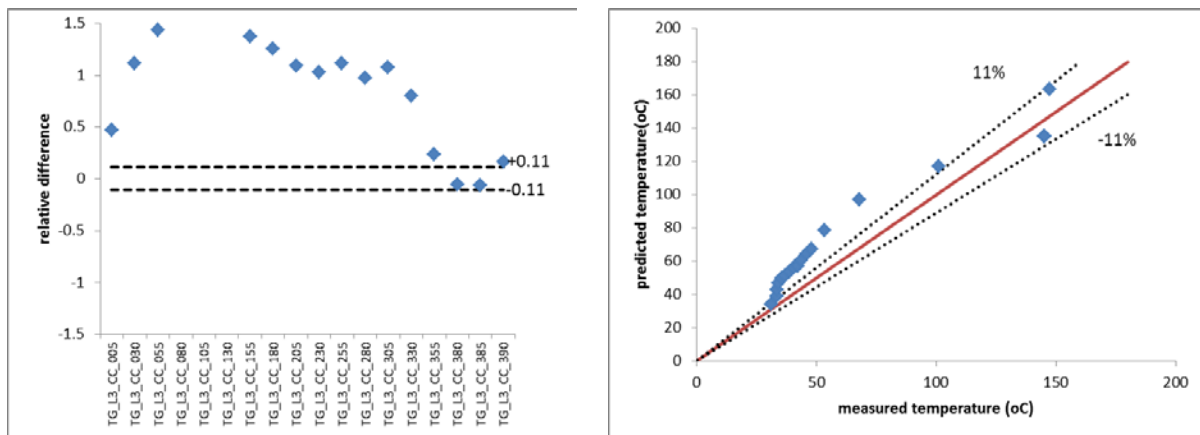 1.5
1
0.5
0
-0.5
-1
-1.5
relative difference
+0.11
-0.11
TG_L3_CC_005
TG_L3_CC_030
TG_L3_CC_055
TG_L3_CC_080
TG_L3_CC_105
TG_L3_CC_130
TG_L3_CC_155
TG_L3_CC_180
TG_L3_CC_205
TG_L3_CC_230
TG_L3_CC_255
TG_L3_CC_280
TG_L3_CC_305
TG_L3_CC_330
TG_L3_CC_355
TG_L3_CC_380
TG_L3_CC_385
TG_L3_CC_390
200
180
160
140
120
100
80
60
40
20
0
predicted temperature(oC)
11%
-11%
0
50
100
150
200
measured temperature (oC)